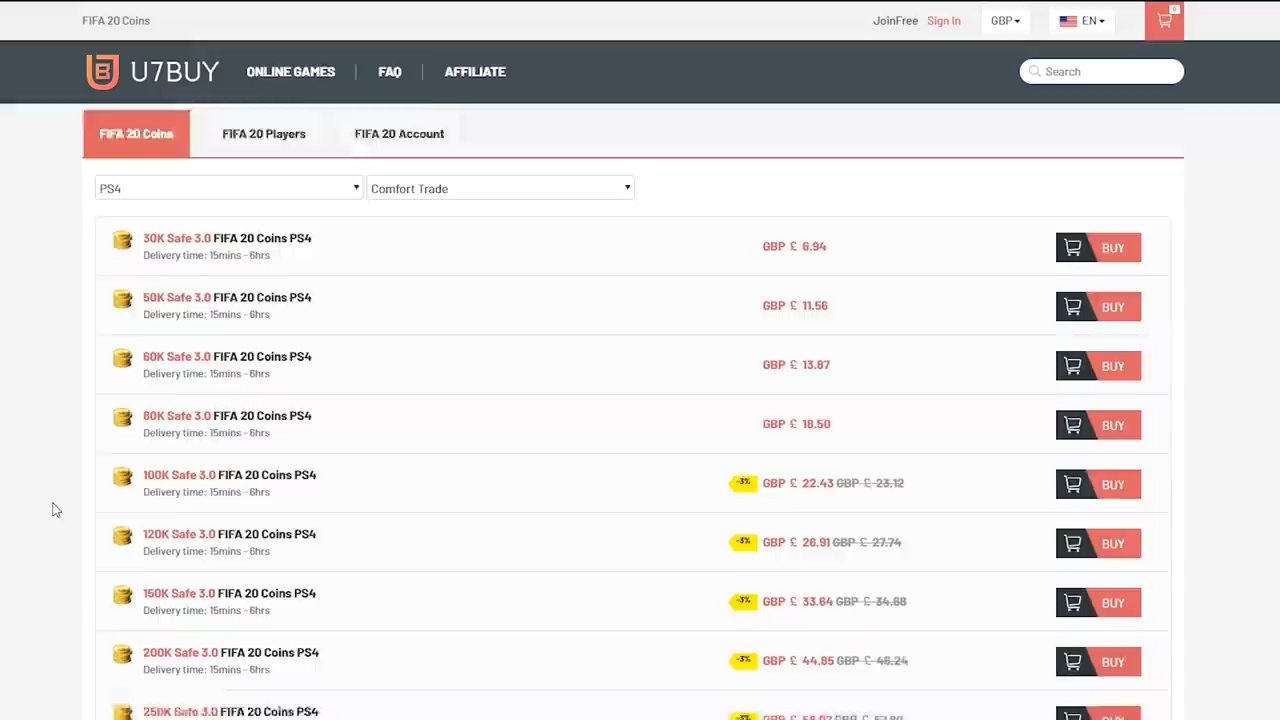 FIFA 20 Coins
JoinFree Sign In GBP EN 0
U7BUY ONLINE GAMES FAQ AFFILIATE Search
FIFA 20 Coins FIFA 20 Players FIFA 20 Account
PS4 Comfort Trade
30K Safe 3.0 FIFA 20 Coins PS4
Delivery time: 15mins - 6hrs
GBP £ 6.94
BUY
50K Safe 3.0 FIFA 20 Coins PS4
Delivery time: 15mins - 6hrs
GBP £ 11.56
BUY
60K Safe 3.0 FIFA 20 Coins PS4
Delivery time: 15mins - 6hrs
GBP £ 13.87
BUY
80K Safe 3.0 FIFA 20 Coins PS4
Delivery time: 15mins - 6hrs
GBP £ 18.50
BUY
100K Safe 3.0 FIFA 20 Coins PS4
Delivery time: 15mins - 6hrs
-3% GBP £ 22.43 GBP £ 23.12
BUY
120K Safe 3.0 FIFA 20 Coins PS4
Delivery time: 15mins - 6hrs
-3% GBP £ 26.91 GBP £ 27.74
BUY
150K Safe 3.0 FIFA 20 Coins PS4
Delivery time: 15mins - 6hrs
-3% GBP £ 33.64 GBP £ 34.68
BUY
200K Safe 3.0 FIFA 20 Coins PS4
Delivery time: 15mins - 6hrs
-3% GBP £ 44.85 GBP £ 46.24
BUY
250K Safe 3.0 FIFA 20 Coins PS4